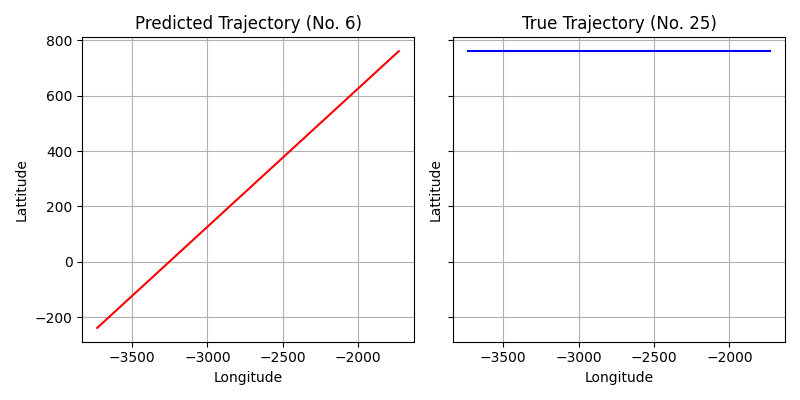 Predicted Trajectory (No. 6)
True Trajectory (No. 25)
800
600
400
200
0
−200
Lattitude
Lattitude
−3500
−3000
−2500
−2000
−3500
−3000
−2500
−2000
Longitude
Longitude